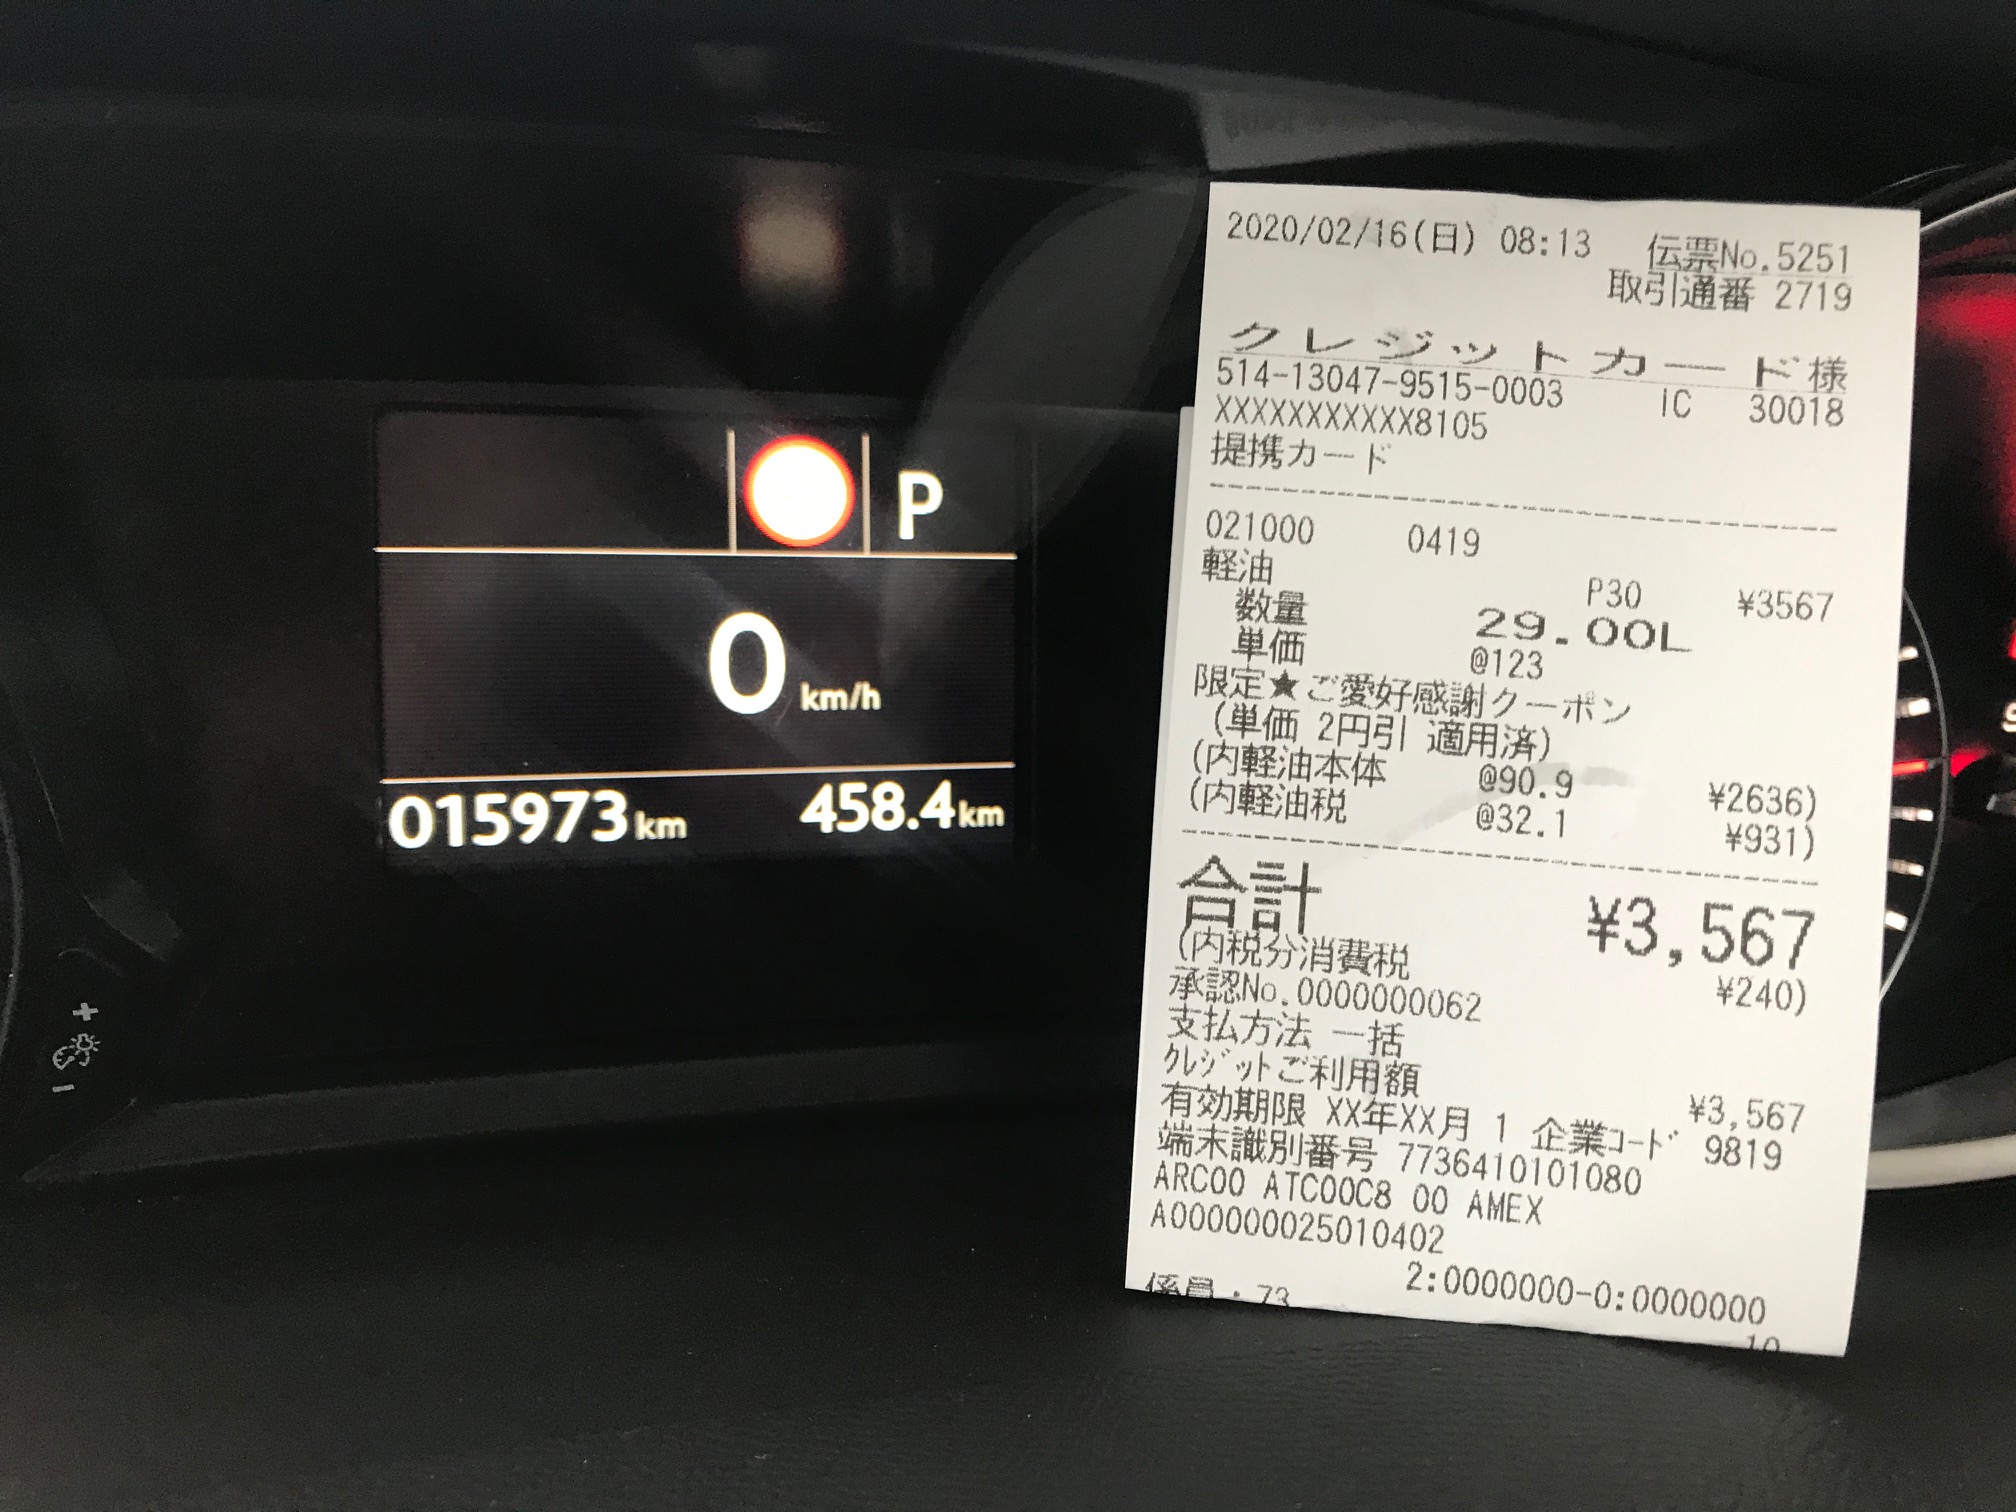 P
0 km/h
015973 km 458.4 km
2020/02/16(日) 08:13 伝票No.5251
取引通番 2719
クレジットカード様
514-13047-9515-0003 IC 30018
XXXXXXXXXXX8105
提携カード
021000 0419
軽油 P30 ¥3567
数量 29.00L
単価 @123
限定★ご愛好感謝クーポン
(単価 2円引 適用済)
(内軽油本体 @90.9 ¥2636)
(内軽油税 @32.1 ¥931)
合計 ¥3,567
(内税分消費税 ¥240)
承認No.0000000062
支払方法 一括
クレジットご利用額 ¥3,567
有効期限 XX年XX月 1 企業コード 9819
端末識別番号 7736410101080
ARC00 ATC00C8 00 AMEX
A000000025010402
2:0000000-0:0000000
係員:73